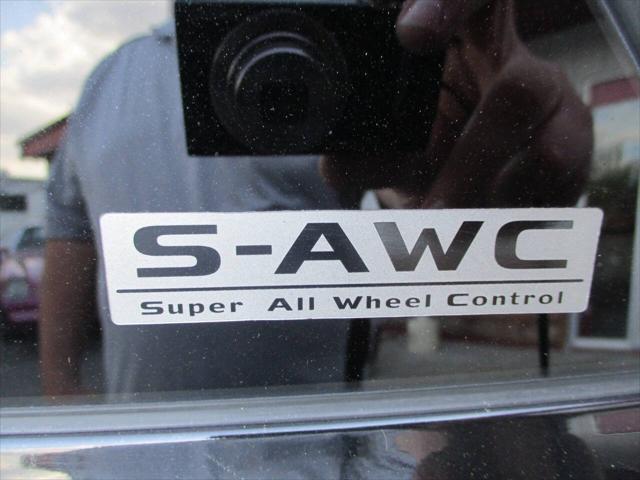 S-AWC
Super All Wheel Control